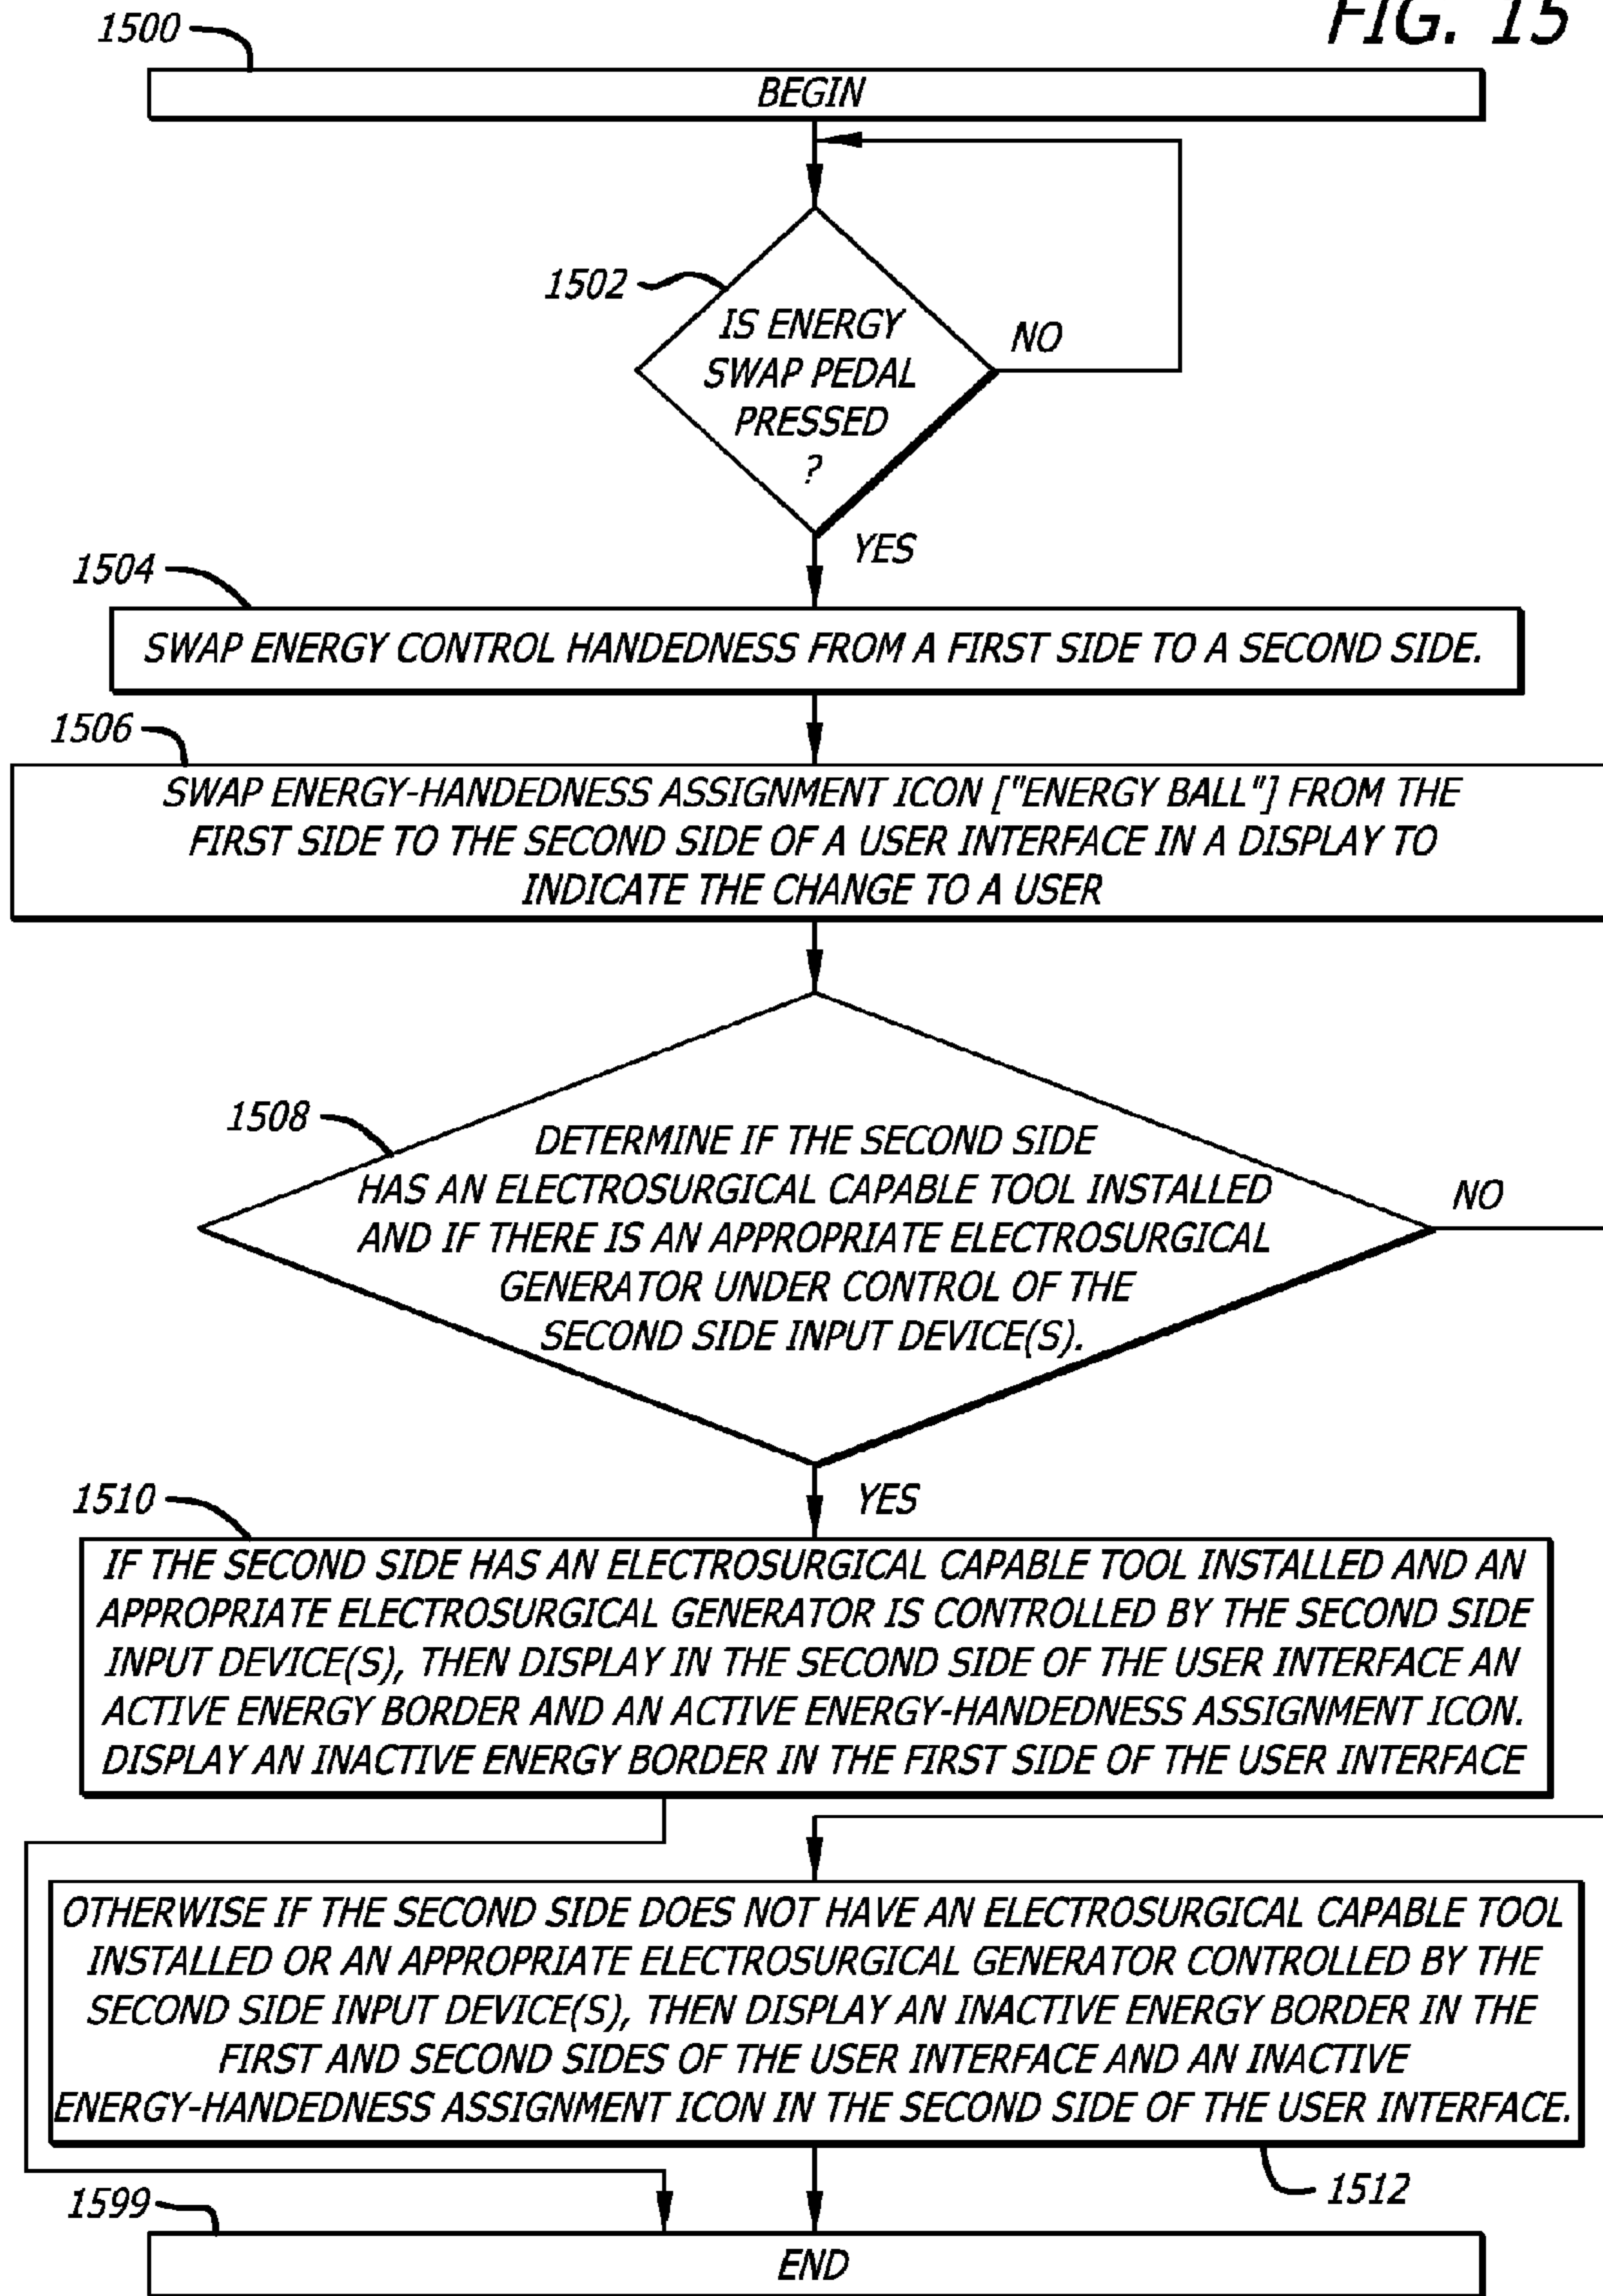 FIG. 15
1500
BEGIN
1502
IS ENERGY
SWAP PEDAL
PRESSED
?
NO
YES
1504
SWAP ENERGY CONTROL HANDEDNESS FROM A FIRST SIDE TO A SECOND SIDE.
1506
SWAP ENERGY-HANDEDNESS ASSIGNMENT ICON ["ENERGY BALL"] FROM THE
FIRST SIDE TO THE SECOND SIDE OF A USER INTERFACE IN A DISPLAY TO
INDICATE THE CHANGE TO A USER
1508
DETERMINE IF THE SECOND SIDE
HAS AN ELECTROSURGICAL CAPABLE TOOL INSTALLED
AND IF THERE IS AN APPROPRIATE ELECTROSURGICAL
GENERATOR UNDER CONTROL OF THE
SECOND SIDE INPUT DEVICE(S).
NO
YES
1510
IF THE SECOND SIDE HAS AN ELECTROSURGICAL CAPABLE TOOL INSTALLED AND AN
APPROPRIATE ELECTROSURGICAL GENERATOR IS CONTROLLED BY THE SECOND SIDE
INPUT DEVICE(S), THEN DISPLAY IN THE SECOND SIDE OF THE USER INTERFACE AN
ACTIVE ENERGY BORDER AND AN ACTIVE ENERGY-HANDEDNESS ASSIGNMENT ICON.
DISPLAY AN INACTIVE ENERGY BORDER IN THE FIRST SIDE OF THE USER INTERFACE
OTHERWISE IF THE SECOND SIDE DOES NOT HAVE AN ELECTROSURGICAL CAPABLE TOOL
INSTALLED OR AN APPROPRIATE ELECTROSURGICAL GENERATOR CONTROLLED BY THE
SECOND SIDE INPUT DEVICE(S), THEN DISPLAY AN INACTIVE ENERGY BORDER IN THE
FIRST AND SECOND SIDES OF THE USER INTERFACE AND AN INACTIVE
ENERGY-HANDEDNESS ASSIGNMENT ICON IN THE SECOND SIDE OF THE USER INTERFACE.
1512
1599
END